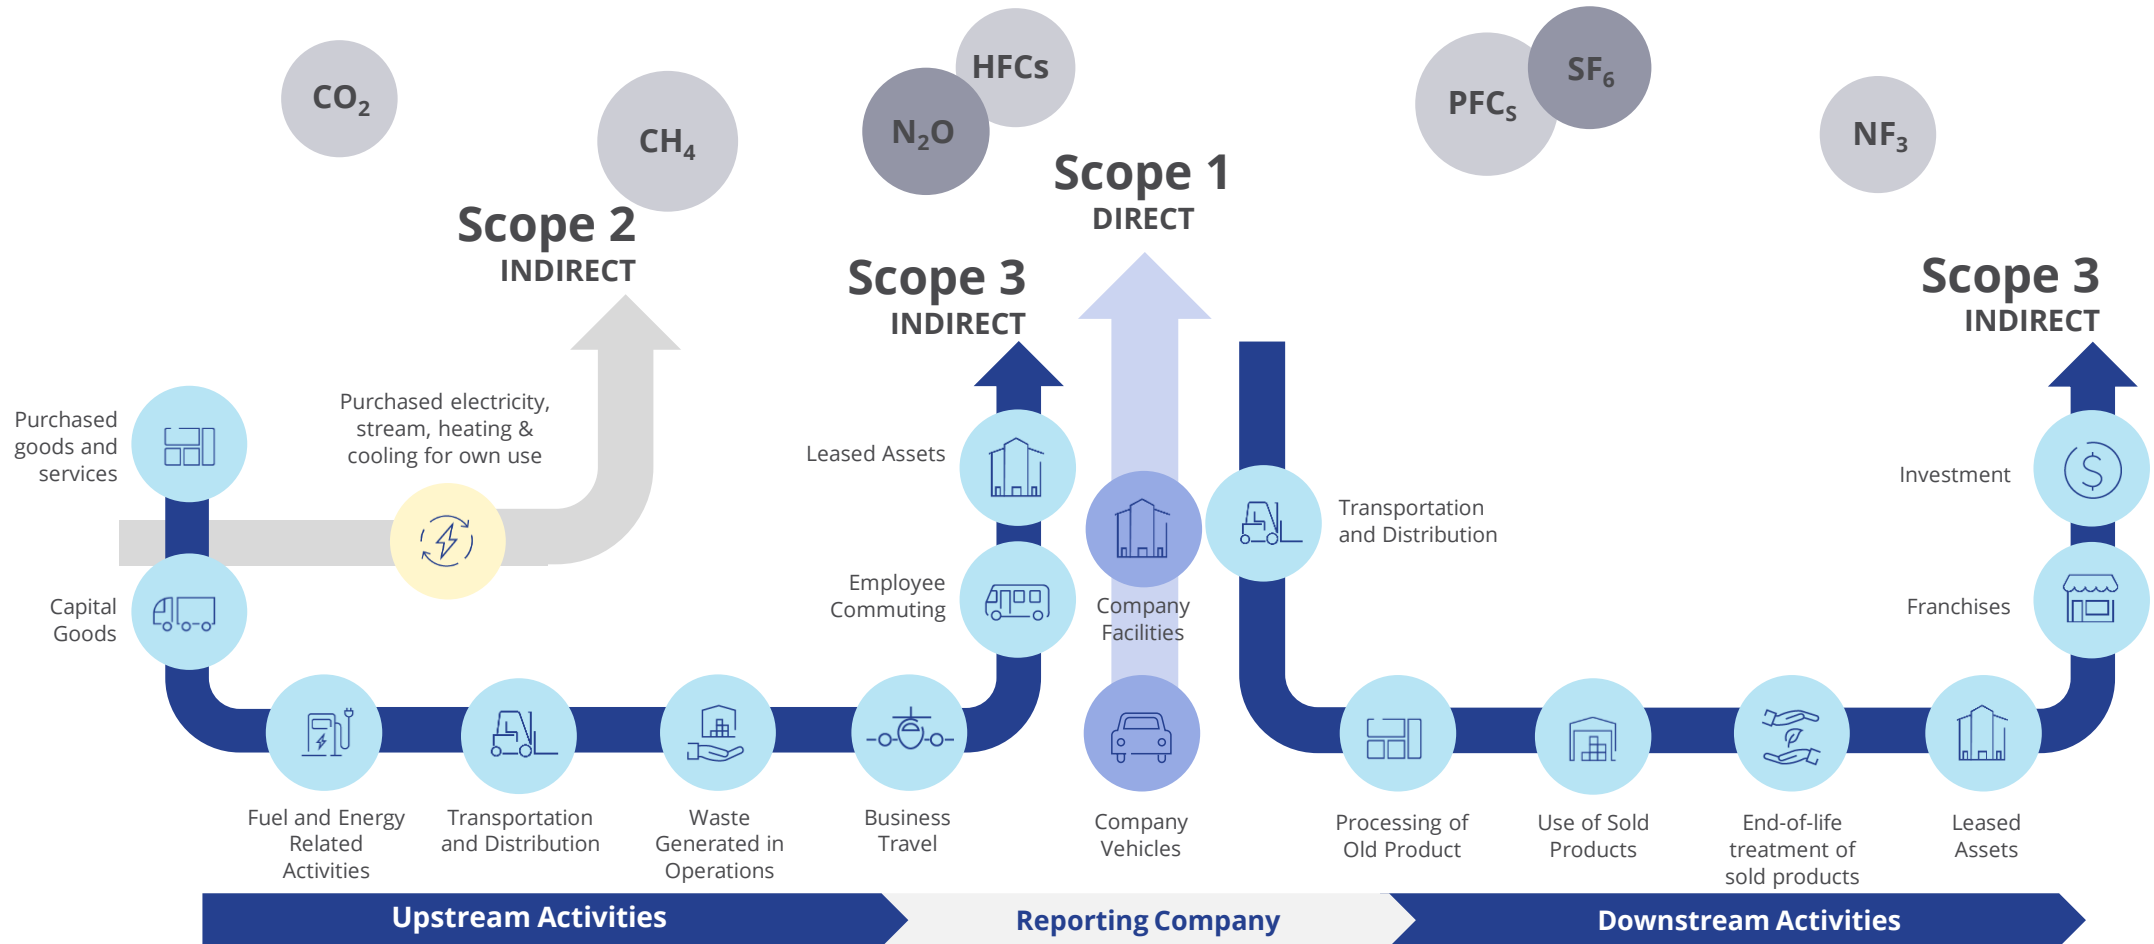 CO₂
CH₄
N₂O
HFCs
PFCₛ
SF₆
NF₃
Scope 2
INDIRECT
Scope 3
INDIRECT
Scope 1
DIRECT
Scope 3
INDIRECT
Purchased
goods and
services
Capital
Goods
Purchased electricity,
stream, heating &
cooling for own use
Leased Assets
Employee
Commuting
Fuel and Energy
Related
Activities
Transportation
and Distribution
Waste
Generated in
Operations
Business
Travel
Company
Facilities
Company
Vehicles
Transportation
and Distribution
Processing of
Old Product
Use of Sold
Products
End-of-life
treatment of
sold products
Leased
Assets
Investment
Franchises
Upstream Activities
Reporting Company
Downstream Activities